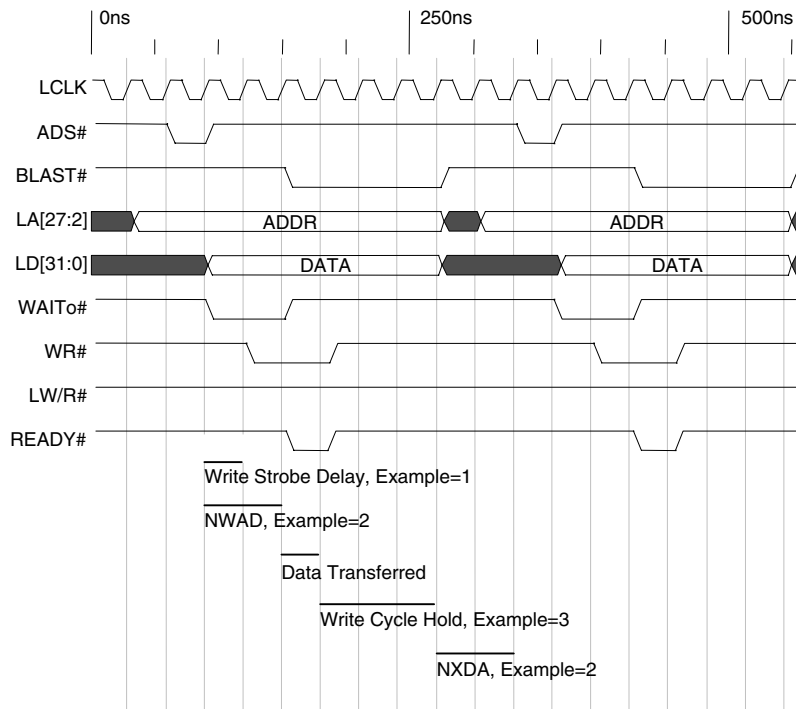 0ns 250ns 500ns
LCLK
ADS#
BLAST#
LA[27:2] ADDR ADDR
LD[31:0] DATA DATA
WAITo#
WR#
LW/R#
READY#
Write Strobe Delay, Example=1
NWAD, Example=2
Data Transferred
Write Cycle Hold, Example=3
NXDA, Example=2